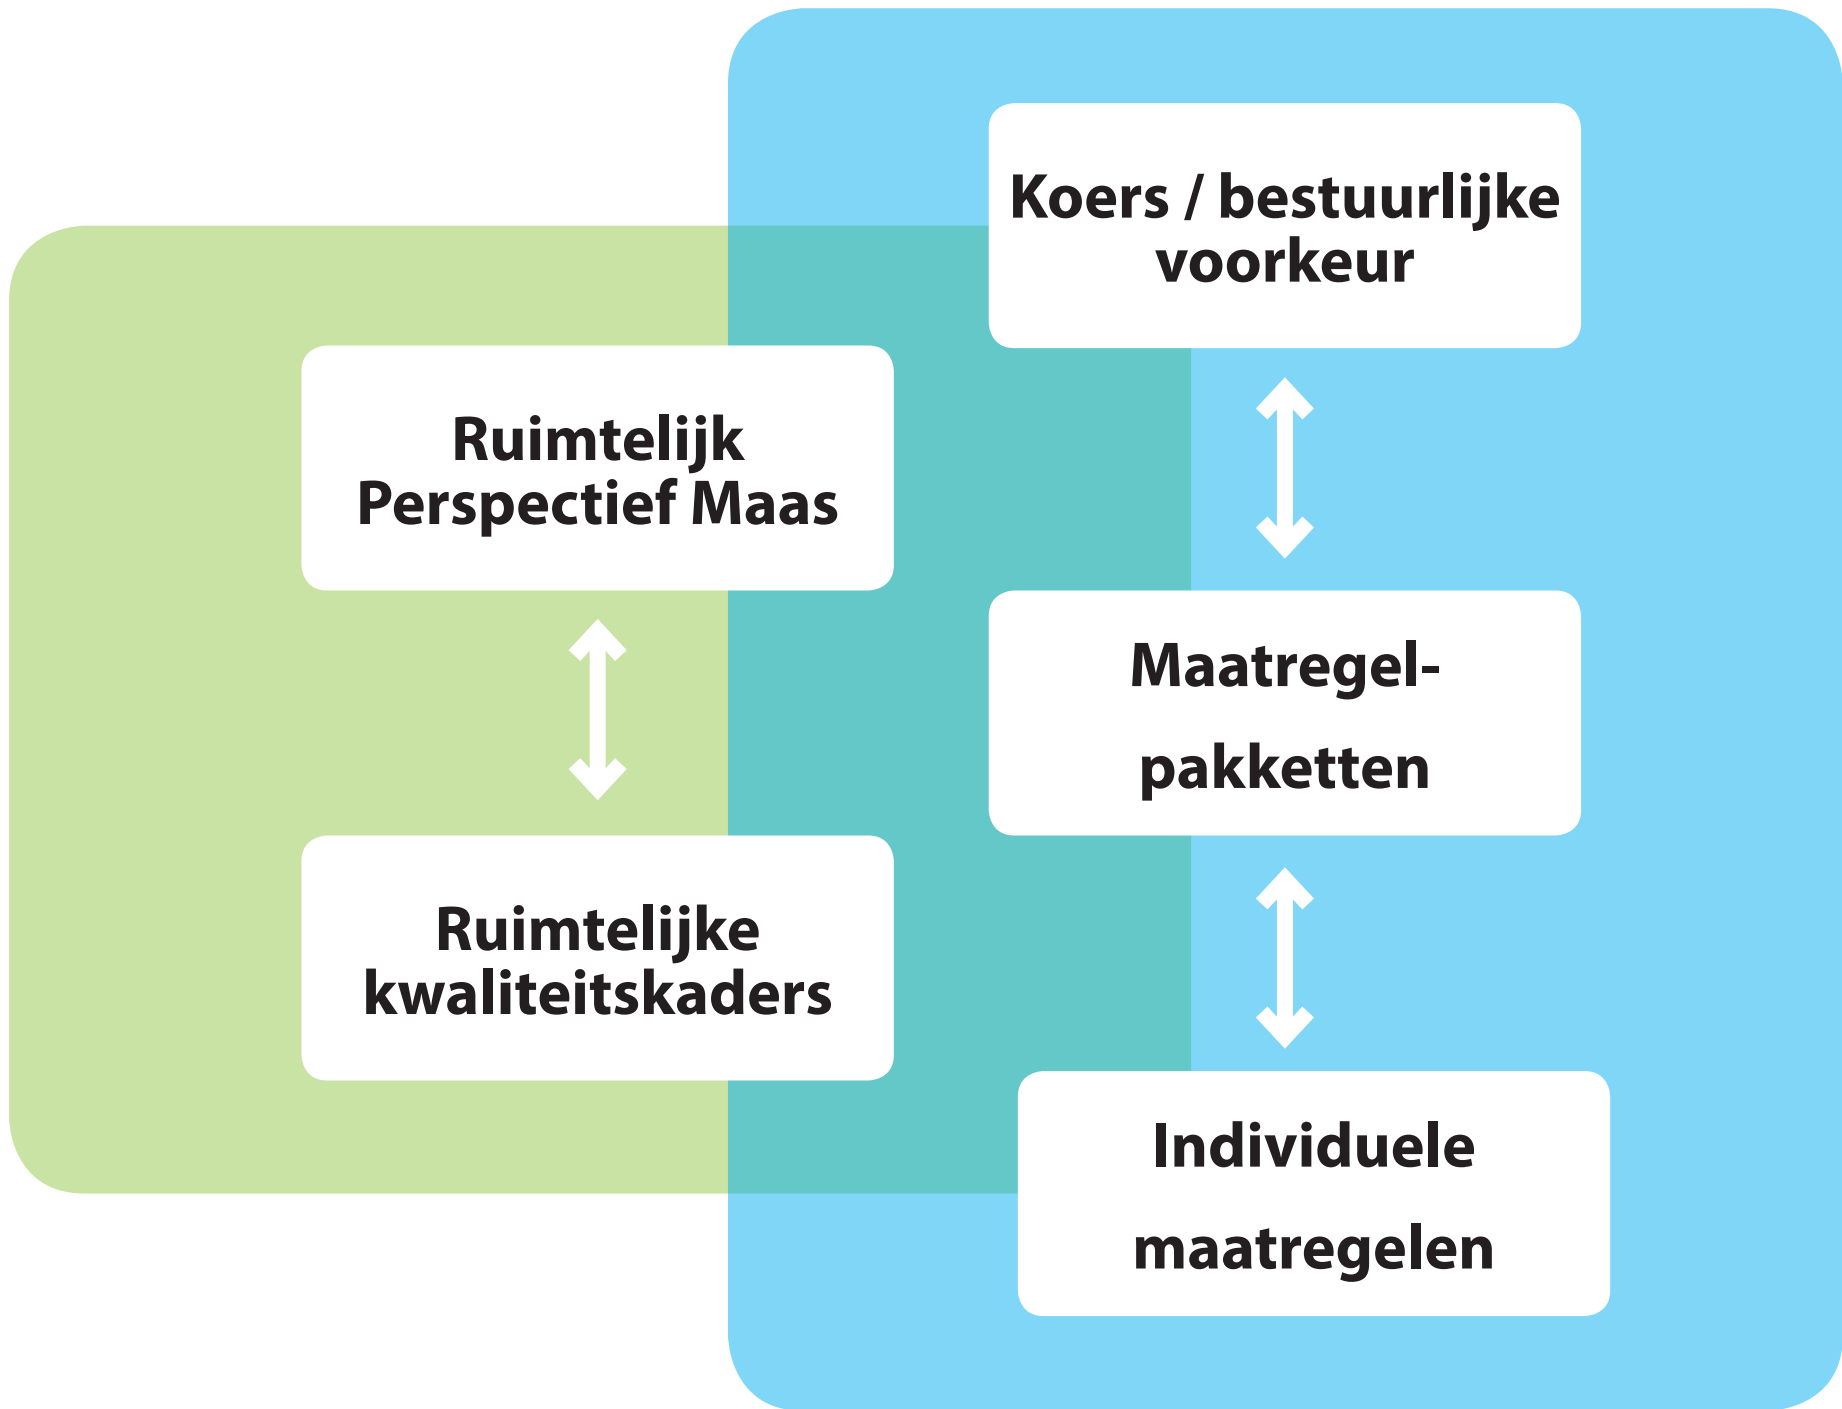 Koers / bestuurlijke
voorkeur
Ruimtelijk
Perspectief Maas
Maatregel-
pakketten
Ruimtelijke
kwaliteitskaders
Individuele
maatregelen